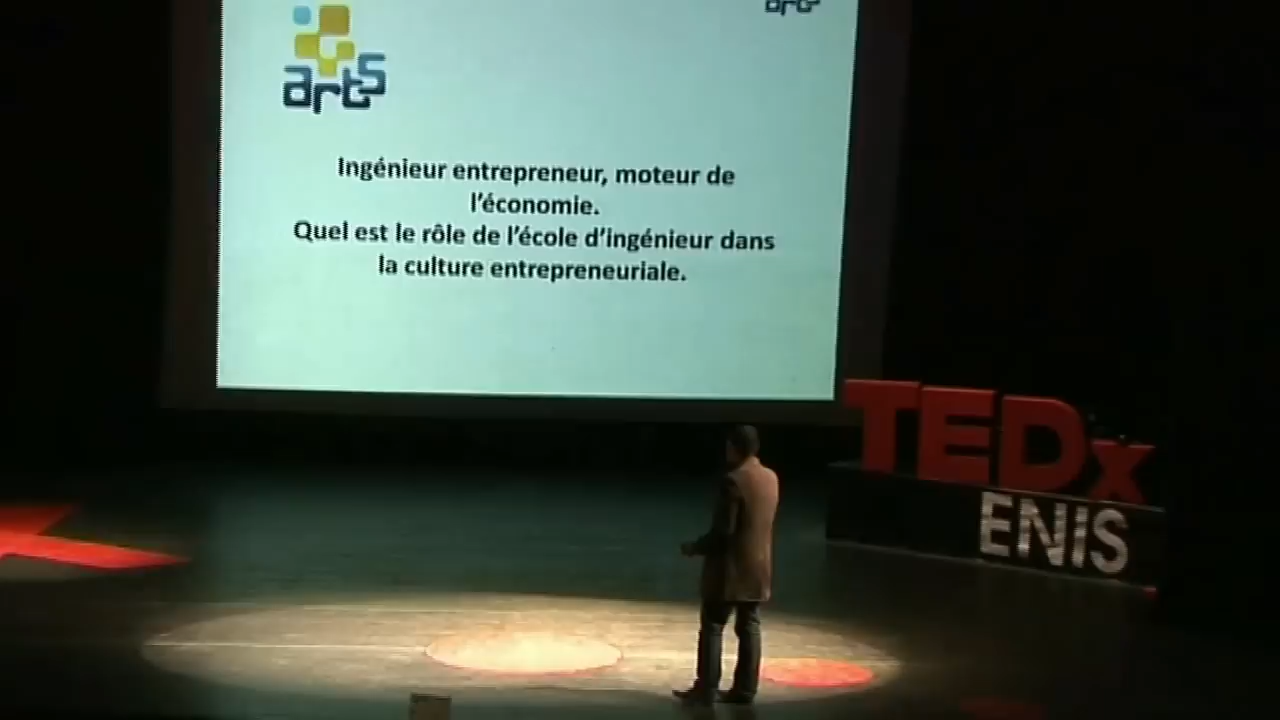 arts
Ingénieur entrepreneur, moteur de
l'économie.
Quel est le rôle de l'école d'ingénieur dans
la culture entrepreneuriale.
TEDx
ENIS